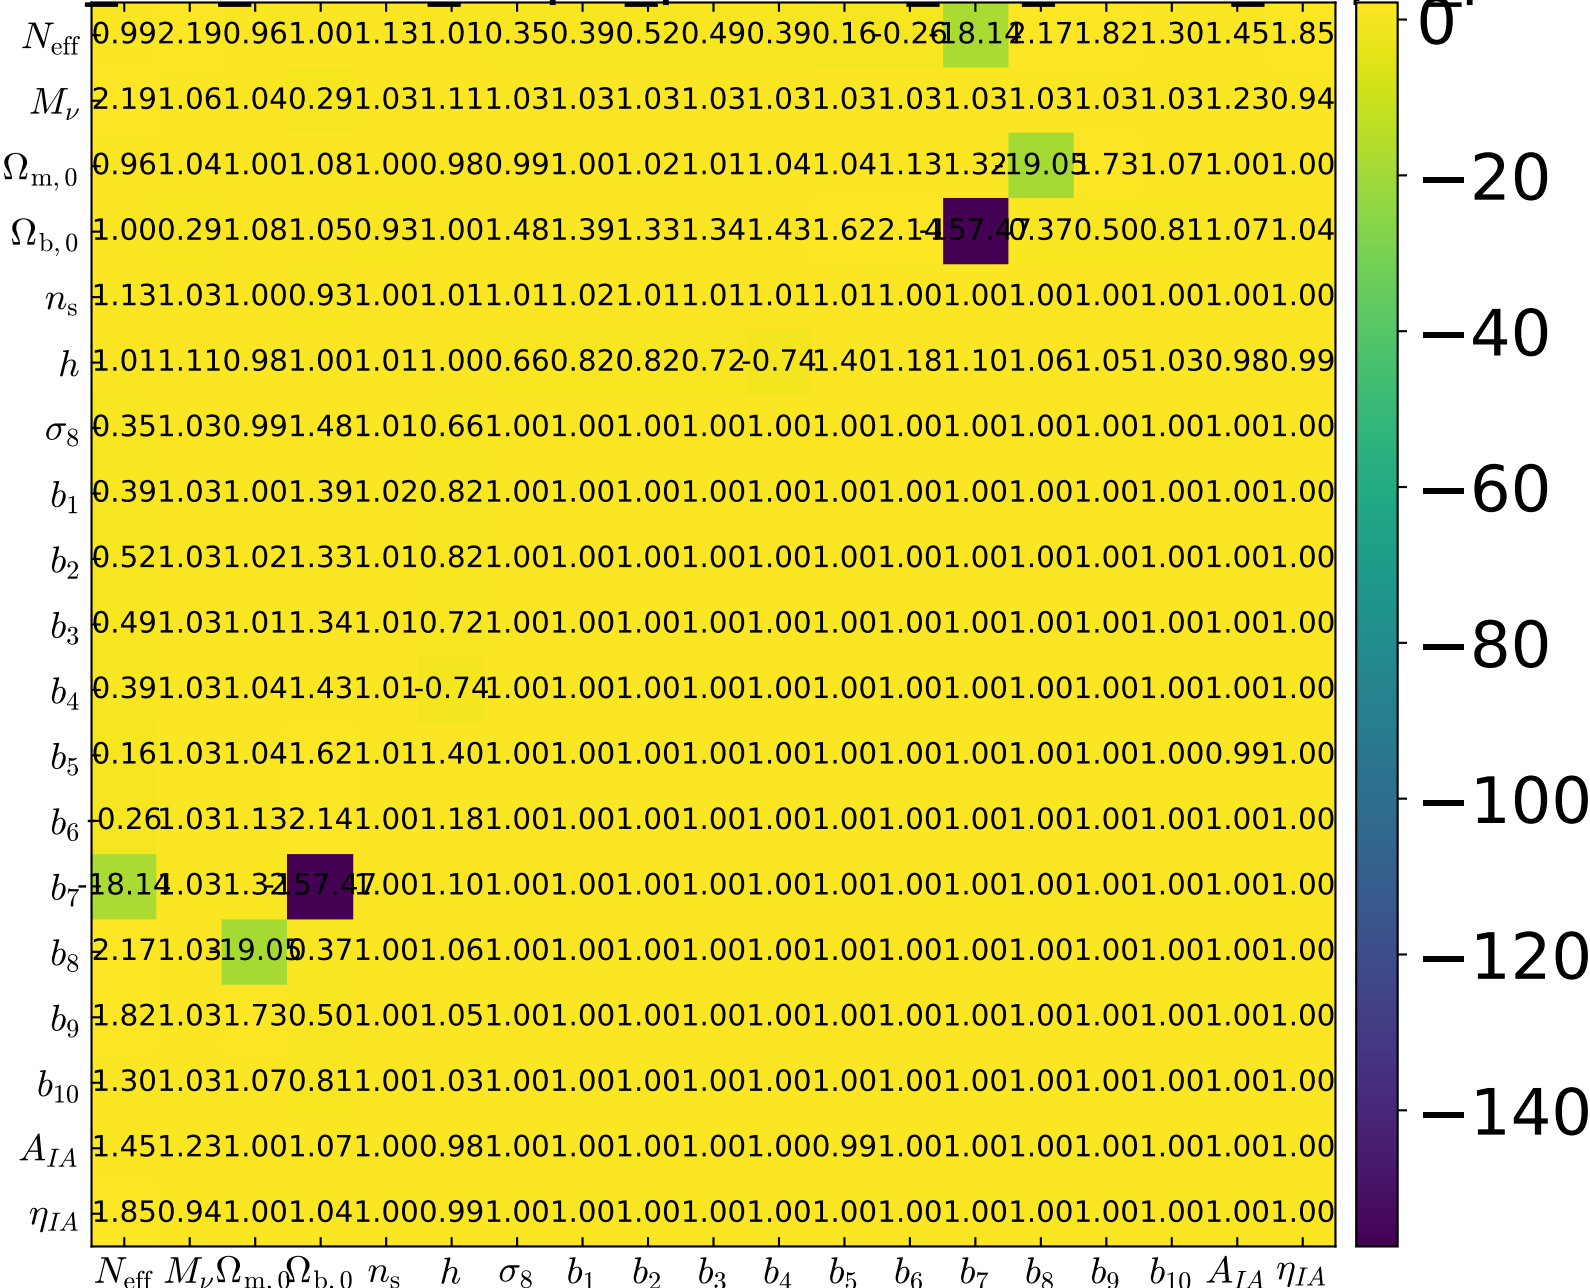 N_eff 0.99 2.19 0.96 1.00 1.13 1.01 0.35 0.39 0.52 0.49 0.39 0.16 -0.26 -18.14 2.17 1.82 1.30 1.45 1.85
M_ν 2.19 1.06 1.04 0.29 1.03 1.11 1.03 1.03 1.03 1.03 1.03 1.03 1.03 1.03 1.03 1.03 1.03 1.23 0.94
Ω_m,0 0.96 1.04 1.00 1.08 1.00 0.98 0.99 1.00 1.02 1.01 1.04 1.04 1.13 1.32 -19.05 1.73 1.07 1.00 1.00
Ω_b,0 1.00 0.29 1.08 1.05 0.93 1.00 1.48 1.39 1.33 1.34 1.43 1.62 2.14 -157.47 0.37 0.50 0.81 1.07 1.04
n_s 1.13 1.03 1.00 0.93 1.00 1.01 1.01 1.02 1.01 1.01 1.01 1.01 1.00 1.00 1.00 1.00 1.00 1.00 1.00
h 1.01 1.11 0.98 1.00 1.01 1.00 0.66 0.82 0.82 0.72 -0.74 1.40 1.18 1.10 1.06 1.05 1.03 0.98 0.99
σ_8 0.35 1.03 0.99 1.48 1.01 0.66 1.00 1.00 1.00 1.00 1.00 1.00 1.00 1.00 1.00 1.00 1.00 1.00 1.00
b_1 0.39 1.03 1.00 1.39 1.02 0.82 1.00 1.00 1.00 1.00 1.00 1.00 1.00 1.00 1.00 1.00 1.00 1.00 1.00
b_2 0.52 1.03 1.02 1.33 1.01 0.82 1.00 1.00 1.00 1.00 1.00 1.00 1.00 1.00 1.00 1.00 1.00 1.00 1.00
b_3 0.49 1.03 1.01 1.34 1.01 0.72 1.00 1.00 1.00 1.00 1.00 1.00 1.00 1.00 1.00 1.00 1.00 1.00 1.00
b_4 0.39 1.03 1.04 1.43 1.01 -0.74 1.00 1.00 1.00 1.00 1.00 1.00 1.00 1.00 1.00 1.00 1.00 1.00 1.00
b_5 0.16 1.03 1.04 1.62 1.01 1.40 1.00 1.00 1.00 1.00 1.00 1.00 1.00 1.00 1.00 1.00 1.00 0.99 1.00
b_6 -0.26 1.03 1.13 2.14 1.00 1.18 1.00 1.00 1.00 1.00 1.00 1.00 1.00 1.00 1.00 1.00 1.00 1.00 1.00
b_7 -18.14 1.03 1.32 -157.47 1.00 1.10 1.00 1.00 1.00 1.00 1.00 1.00 1.00 1.00 1.00 1.00 1.00 1.00 1.00
b_8 2.17 1.03 -19.05 0.37 1.00 1.06 1.00 1.00 1.00 1.00 1.00 1.00 1.00 1.00 1.00 1.00 1.00 1.00 1.00
b_9 1.82 1.03 1.73 0.50 1.00 1.05 1.00 1.00 1.00 1.00 1.00 1.00 1.00 1.00 1.00 1.00 1.00 1.00 1.00
b_10 1.30 1.03 1.07 0.81 1.00 1.03 1.00 1.00 1.00 1.00 1.00 1.00 1.00 1.00 1.00 1.00 1.00 1.00 1.00
A_IA 1.45 1.23 1.00 1.07 1.00 0.98 1.00 1.00 1.00 1.00 1.00 0.99 1.00 1.00 1.00 1.00 1.00 1.00 1.00
η_IA 1.85 0.94 1.00 1.04 1.00 0.99 1.00 1.00 1.00 1.00 1.00 1.00 1.00 1.00 1.00 1.00 1.00 1.00 1.00
N_eff M_ν Ω_m,0 Ω_b,0 n_s h σ_8 b_1 b_2 b_3 b_4 b_5 b_6 b_7 b_8 b_9 b_10 A_IA η_IA
0
−20
−40
−60
−80
−100
−120
−140